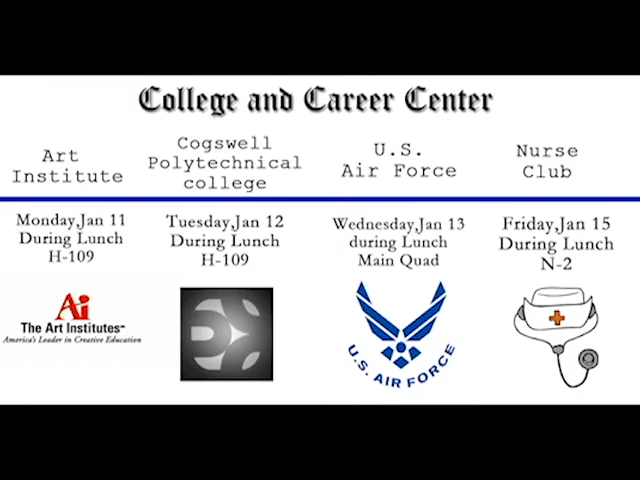 College and Career Center
Art
Institute
Cogswell
Polytechnical
college
U.S.
Air Force
Nurse
Club
Monday,Jan 11
During Lunch
H-109
Tuesday,Jan 12
During Lunch
H-109
Wednesday,Jan 13
during Lunch
Main Quad
Friday,Jan 15
During Lunch
N-2
Ai
The Art Institutes℠
America's Leader in Creative Education
U.S. AIR FORCE